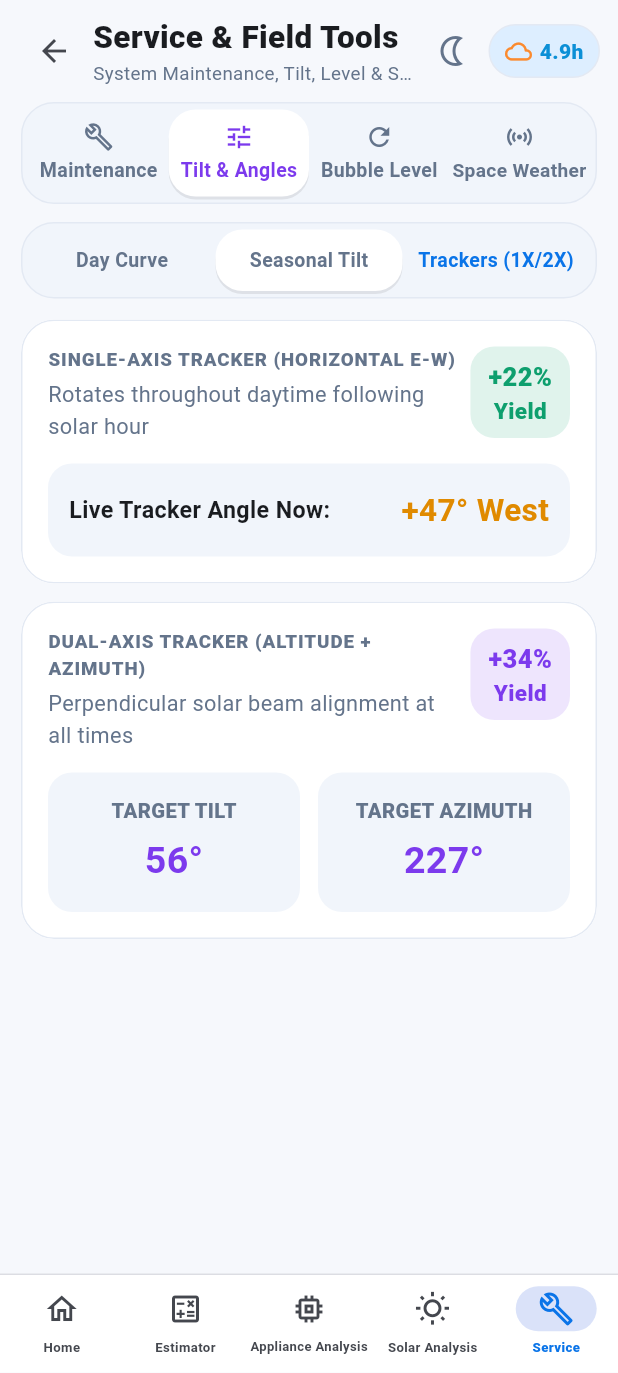 Service & Field Tools
System Maintenance, Tilt, Level & S...
4.9h
Maintenance
Tilt & Angles
Bubble Level
Space Weather
Day Curve
Seasonal Tilt
Trackers (1X/2X)
SINGLE-AXIS TRACKER (HORIZONTAL E-W)
Rotates throughout daytime following
solar hour
+22%
Yield
Live Tracker Angle Now:
+47° West
DUAL-AXIS TRACKER (ALTITUDE +
AZIMUTH)
Perpendicular solar beam alignment at
all times
+34%
Yield
TARGET TILT
56°
TARGET AZIMUTH
227°
Home
Estimator
Appliance Analysis
Solar Analysis
Service